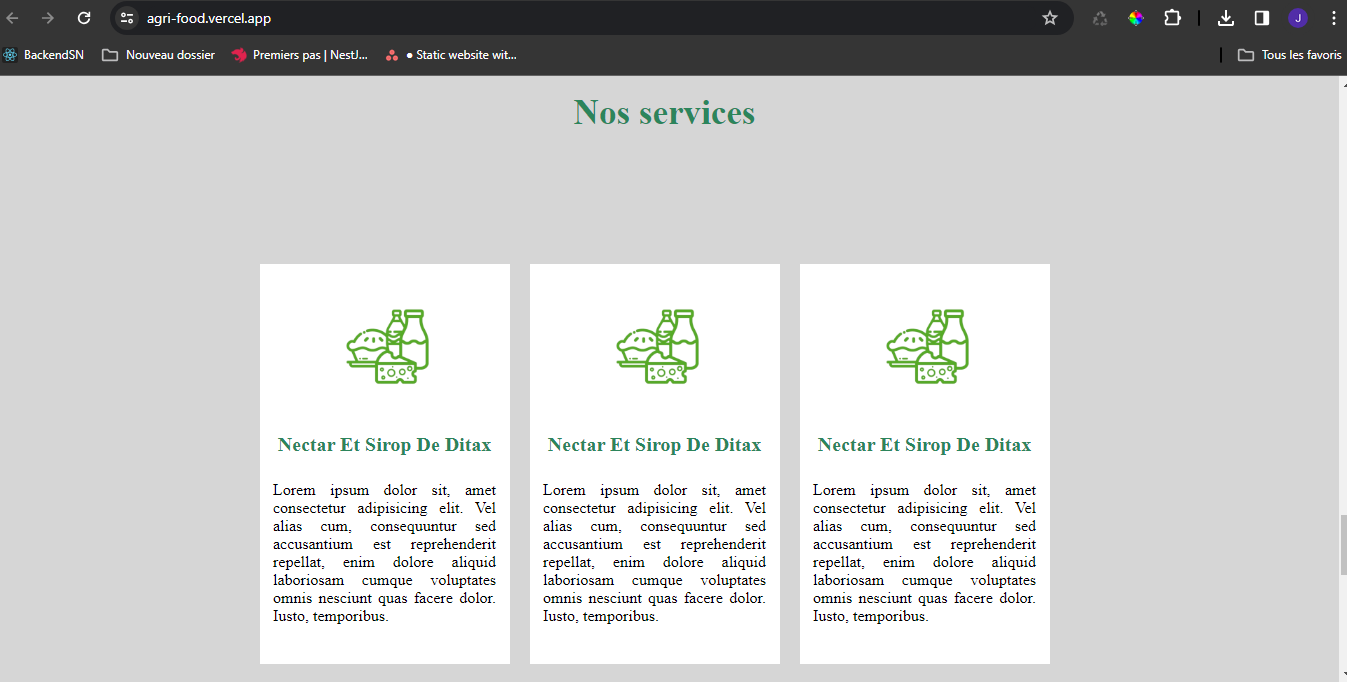 agri-food.vercel.app
J
BackendSN
Nouveau dossier
Premiers pas | NestJ...
● Static website wit...
Tous les favoris
Nos services
Nectar Et Sirop De Ditax
Lorem ipsum dolor sit, amet
consectetur adipisicing elit. Vel
alias cum, consequuntur sed
accusantium est reprehenderit
repellat, enim dolore aliquid
laboriosam cumque voluptates
omnis nesciunt quas facere dolor.
Iusto, temporibus.
Nectar Et Sirop De Ditax
Lorem ipsum dolor sit, amet
consectetur adipisicing elit. Vel
alias cum, consequuntur sed
accusantium est reprehenderit
repellat, enim dolore aliquid
laboriosam cumque voluptates
omnis nesciunt quas facere dolor.
Iusto, temporibus.
Nectar Et Sirop De Ditax
Lorem ipsum dolor sit, amet
consectetur adipisicing elit. Vel
alias cum, consequuntur sed
accusantium est reprehenderit
repellat, enim dolore aliquid
laboriosam cumque voluptates
omnis nesciunt quas facere dolor.
Iusto, temporibus.